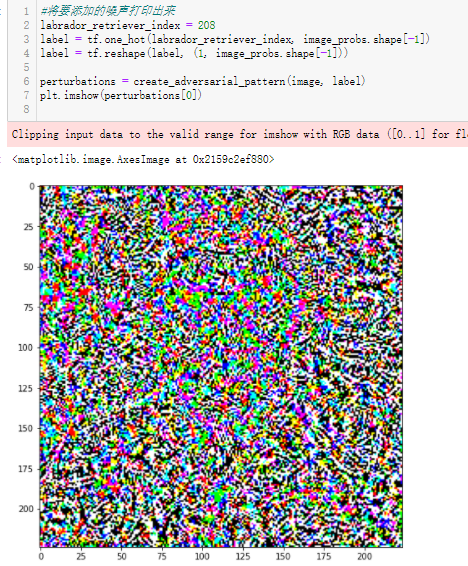 1 #将要添加的噪声打印出来
2 labrador_retriever_index = 208
3 label = tf.one_hot(labrador_retriever_index, image_probs.shape[-1])
4 label = tf.reshape(label, (1, image_probs.shape[-1]))
5
6 perturbations = create_adversarial_pattern(image, label)
7 plt.imshow(perturbations[0])
8
Clipping input data to the valid range for imshow with RGB data ([0..1] for fl
<matplotlib.image.AxesImage at 0x2159c2ef880>
0
25
50
75
100
125
150
175
200
0 25 50 75 100 125 150 175 200